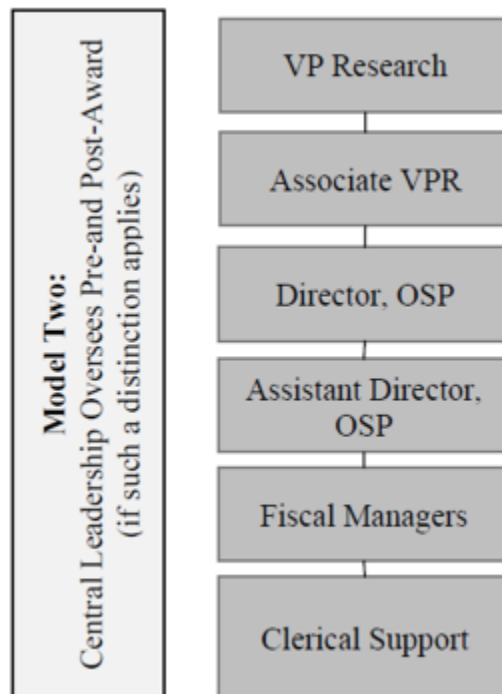 Model Two:
Central Leadership Oversees Pre-and Post-Award
(if such a distinction applies)
VP Research
Associate VPR
Director, OSP
Assistant Director,
OSP
Fiscal Managers
Clerical Support